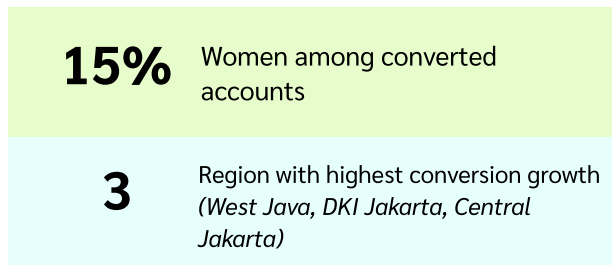 15%
Women among converted
accounts
3
Region with highest conversion growth
(West Java, DKI Jakarta, Central
Jakarta)